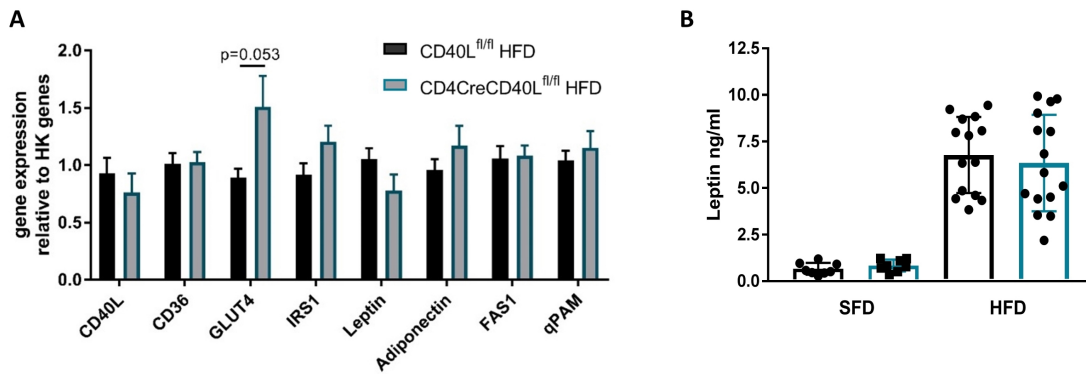 A
gene expression
relative to HK genes
2.0
1.5
1.0
0.5
0.0
p=0.053
CD40L^fl/fl HFD
CD4CreCD40L^fl/fl HFD
CD40L
CD36
GLUT4
IRS1
Leptin
Adiponectin
FAS1
qPAM
B
Leptin ng/ml
12.5
10.0
7.5
5.0
2.5
0.0
SFD
HFD